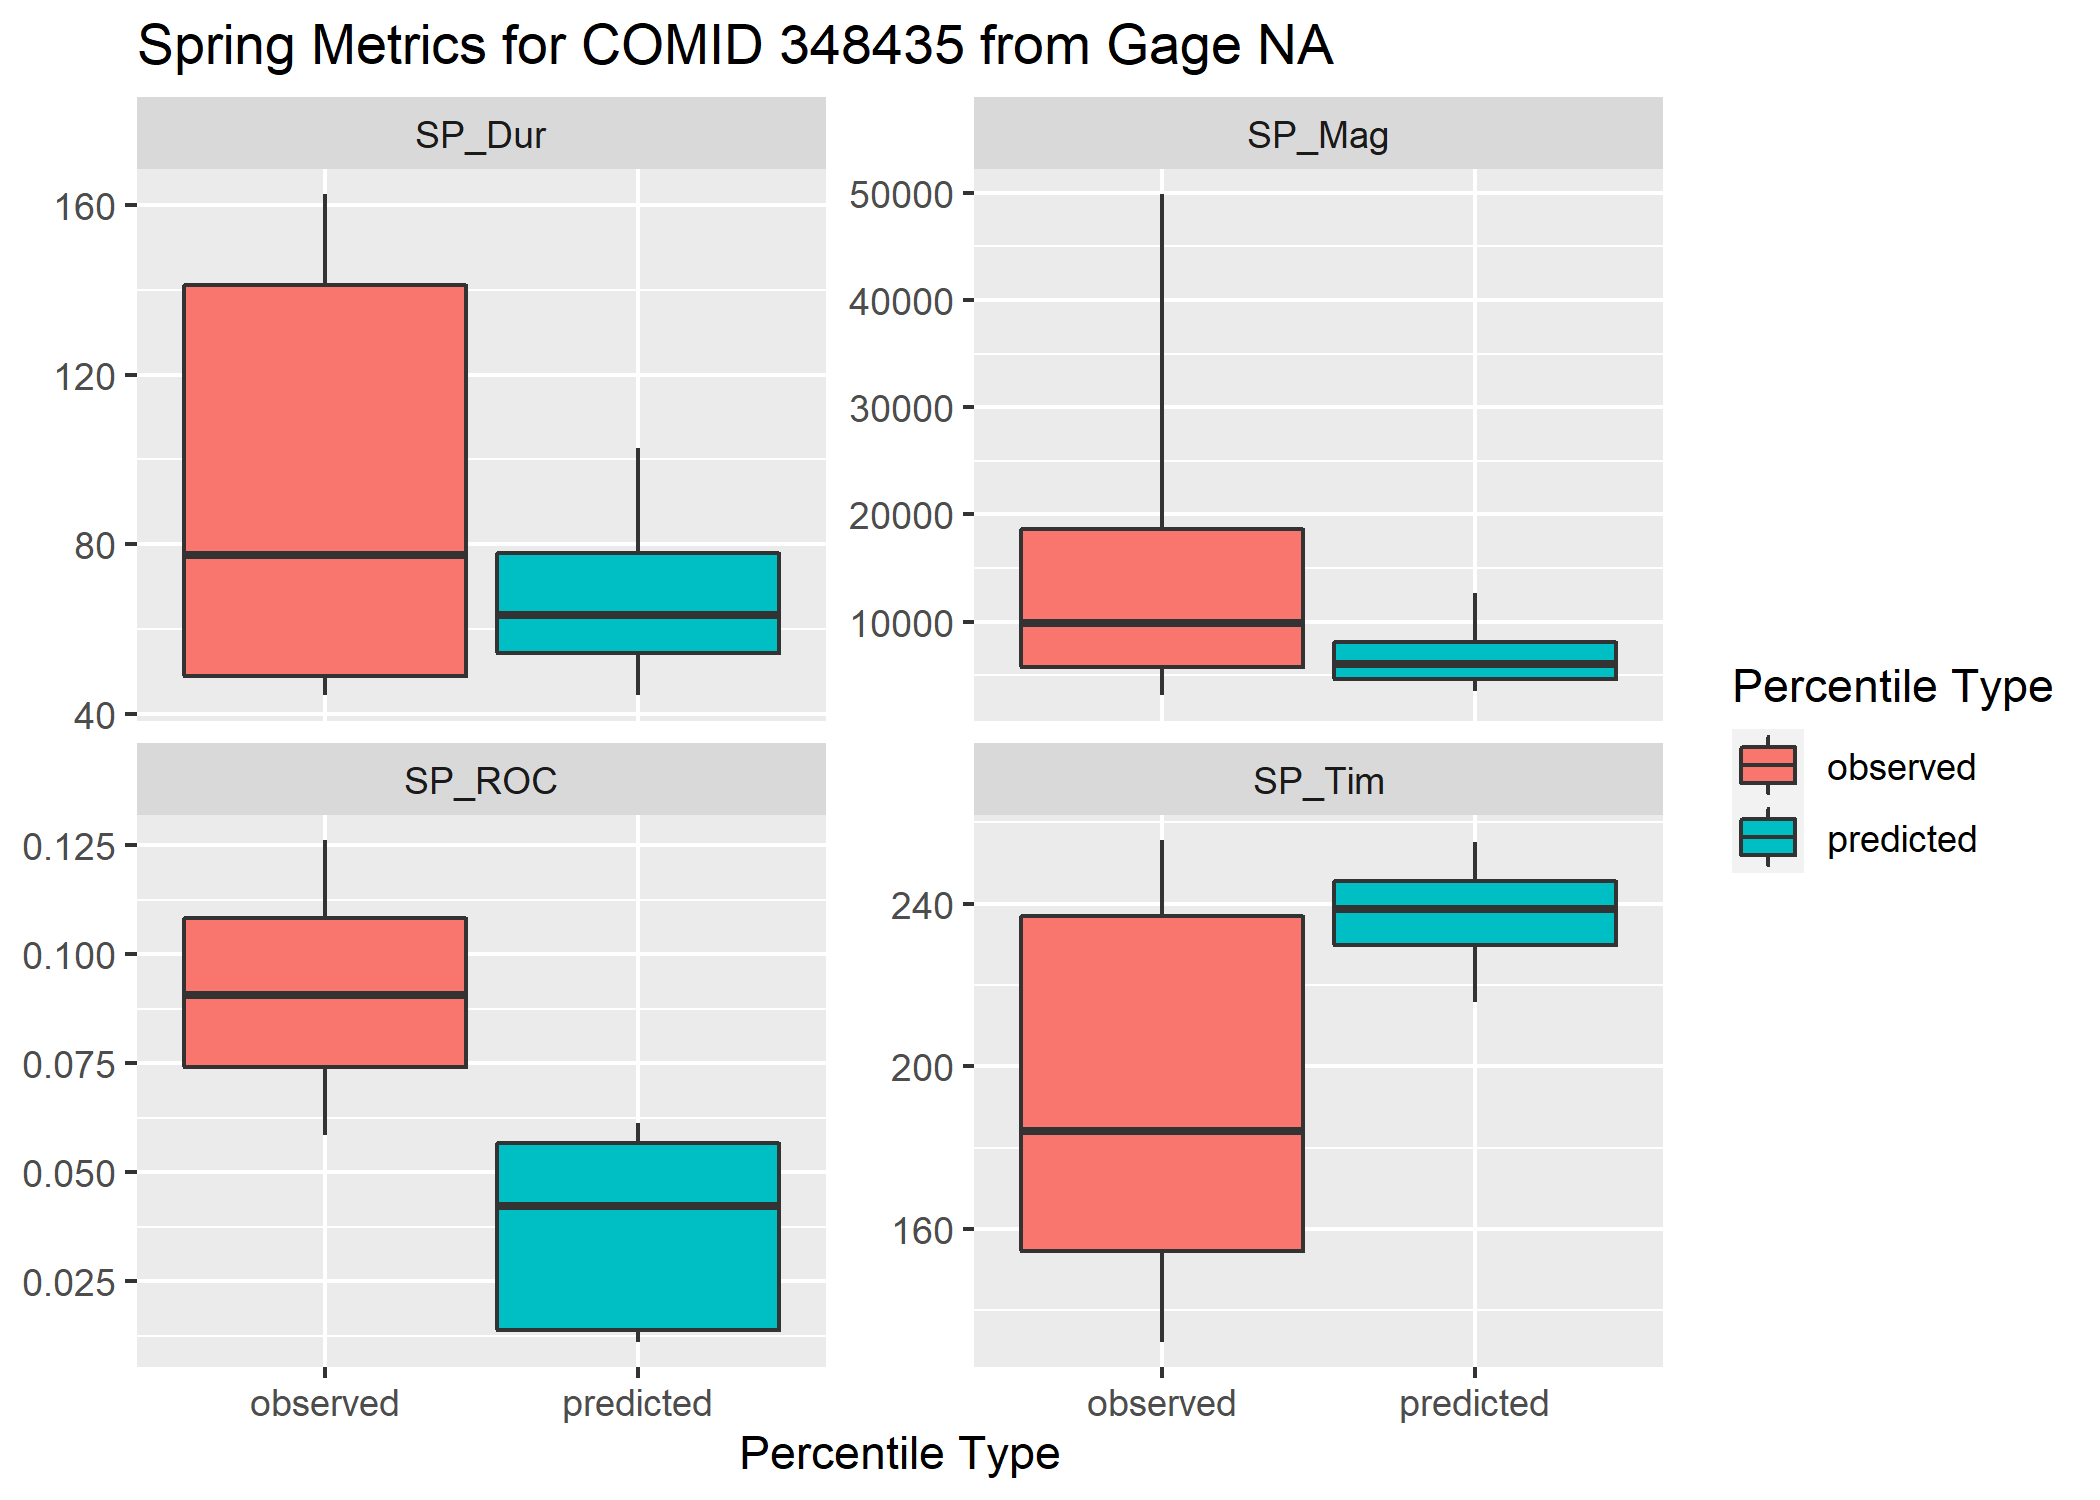 Spring Metrics for COMID 348435 from Gage NA
SP_Dur
SP_Mag
160
120
80
40
50000
40000
30000
20000
10000
SP_ROC
SP_Tim
0.125
0.100
0.075
0.050
0.025
240
200
160
observed
predicted
observed
predicted
Percentile Type
Percentile Type
observed
predicted